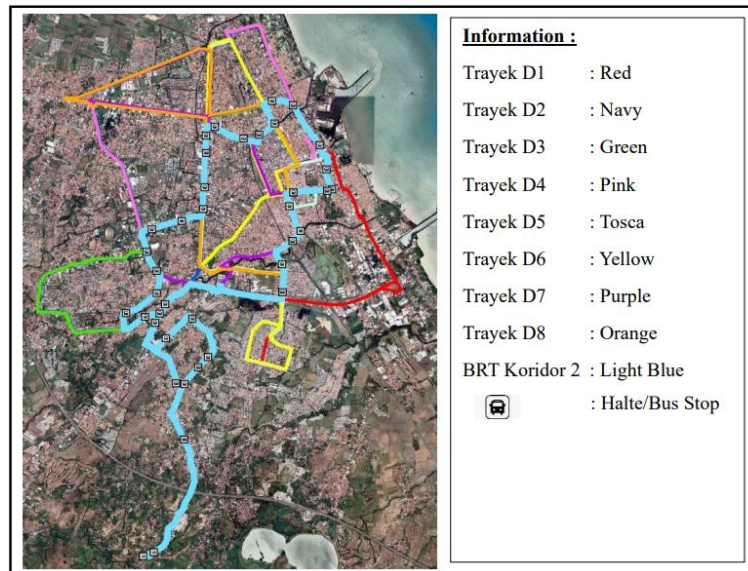 Information :
Trayek D1 : Red
Trayek D2 : Navy
Trayek D3 : Green
Trayek D4 : Pink
Trayek D5 : Tosca
Trayek D6 : Yellow
Trayek D7 : Purple
Trayek D8 : Orange
BRT Koridor 2 : Light Blue
: Halte/Bus Stop